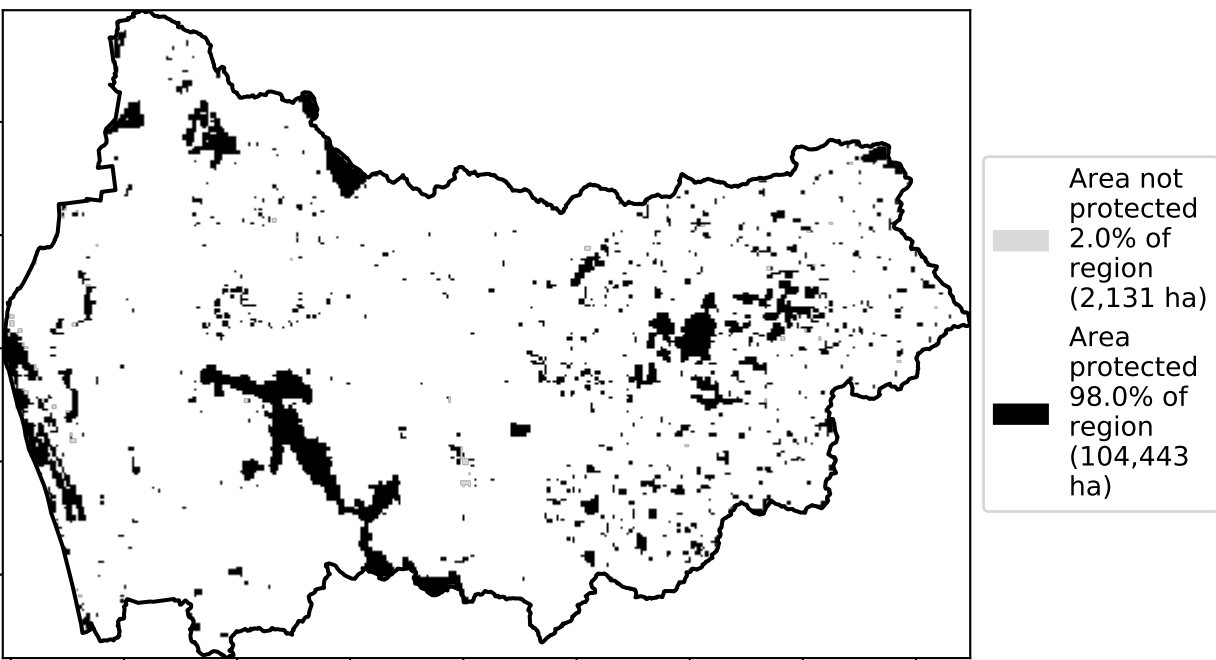 Area not
protected
2.0% of
region
(2,131 ha)
Area
protected
98.0% of
region
(104,443
ha)